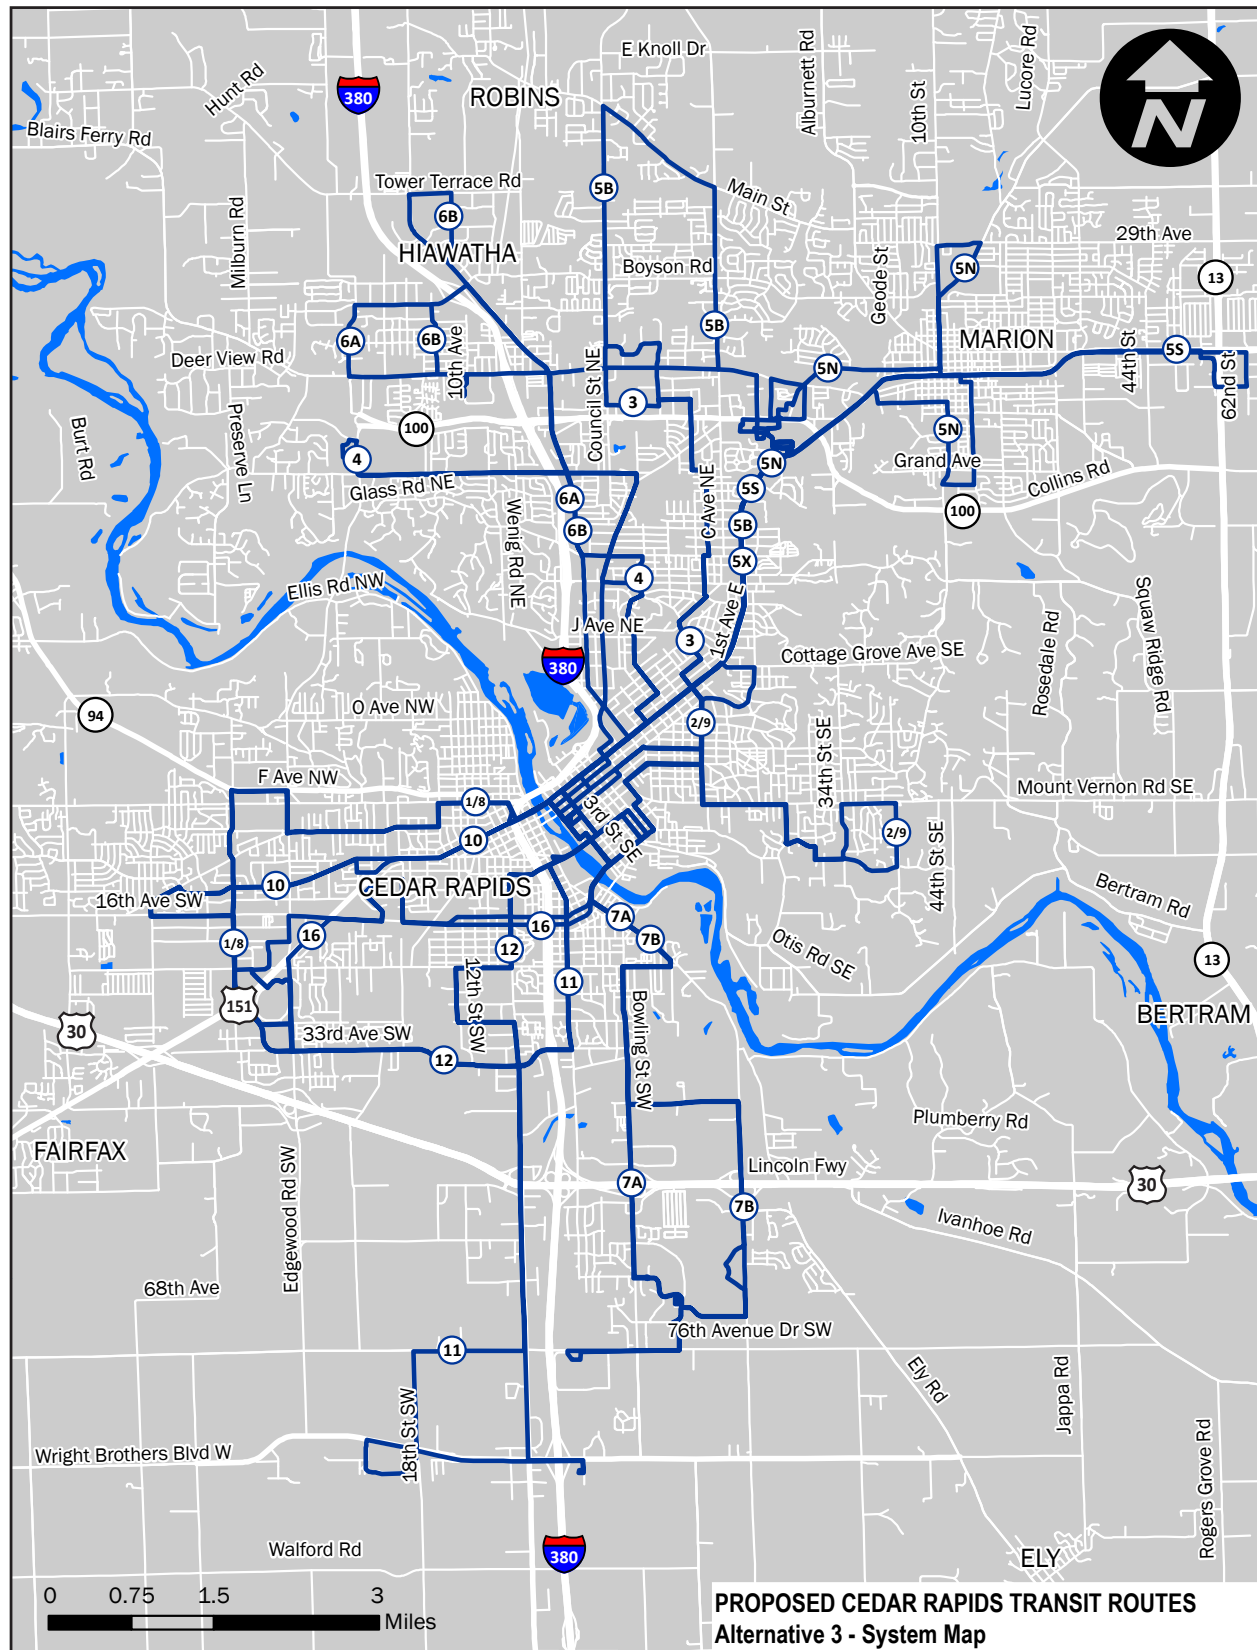 E Knoll Dr
Hunt Rd
380
ROBINS
Alburnett Rd
10th St
Lucore Rd
N
Blairs Ferry Rd
Tower Terrace Rd
5B
Main St
6B
Milburn Rd
HIAWATHA
Boyson Rd
Geode St
29th Ave
5N
13
6A
6B
5B
MARION
Deer View Rd
10th Ave
Council St NE
5N
44th St
5S
62nd St
3
100
Burt Rd
Preserve Ln
4
Glass Rd NE
5N
5N
Grand Ave
Collins Rd
5S
100
6A
6B
Wenig Rd NE
C Ave NE
5B
5X
Ellis Rd NW
4
J Ave NE
1st Ave E
3
Squaw Ridge Rd
Rosedale Rd
380
Cottage Grove Ave SE
94
O Ave NW
2/9
34th St SE
F Ave NW
Mount Vernon Rd SE
1/8
3rd St SE
2/9
10
44th St SE
10
CEDAR RAPIDS
16th Ave SW
Bertram Rd
16
16
7A
1/8
12
7B
Otis Rd SE
13
11
12th St SW
151
30
33rd Ave SW
Bowling St SW
BERTRAM
12
FAIRFAX
Plumberry Rd
Lincoln Fwy
30
7A
7B
Ivanhoe Rd
Edgewood Rd SW
68th Ave
76th Avenue Dr SW
11
Ely Rd
Jappa Rd
18th St SW
Wright Brothers Blvd W
Rogers Grove Rd
Walford Rd
380
ELY
0 0.75 1.5 3
Miles
PROPOSED CEDAR RAPIDS TRANSIT ROUTES
Alternative 3 - System Map